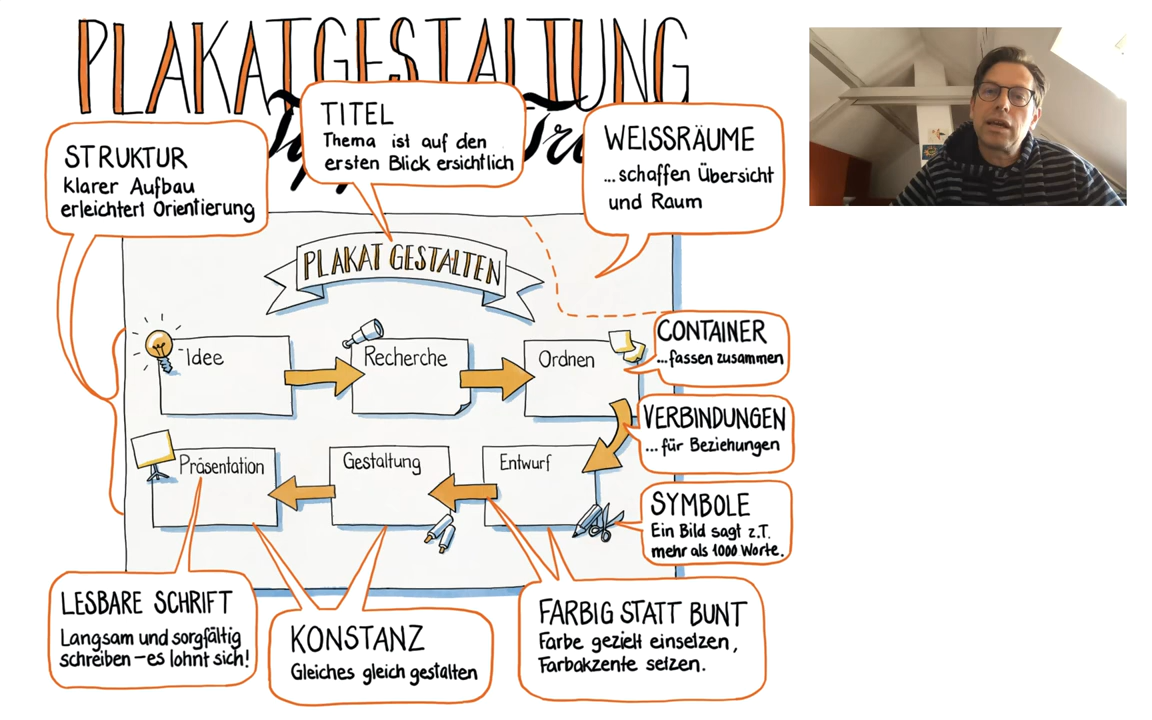 PLAKATGESTALTUNG
TITEL
Thema ist auf den
ersten Blick ersichtlich
STRUKTUR
klarer Aufbau
erleichtert Orientierung
WEISSRÄUME
...schaffen Übersicht
und Raum
PLAKAT GESTALTEN
Idee
Recherche
Ordnen
CONTAINER
...fassen zusammen
VERBINDUNGEN
...für Beziehungen
Präsentation
Gestaltung
Entwurf
SYMBOLE
Ein Bild sagt z.T.
mehr als 1000 Worte.
LESBARE SCHRIFT
Langsam und sorgfältig
schreiben – es lohnt sich!
KONSTANZ
Gleiches gleich gestalten
FARBIG STATT BUNT
Farbe gezielt einsetzen,
Farbakzente setzen.